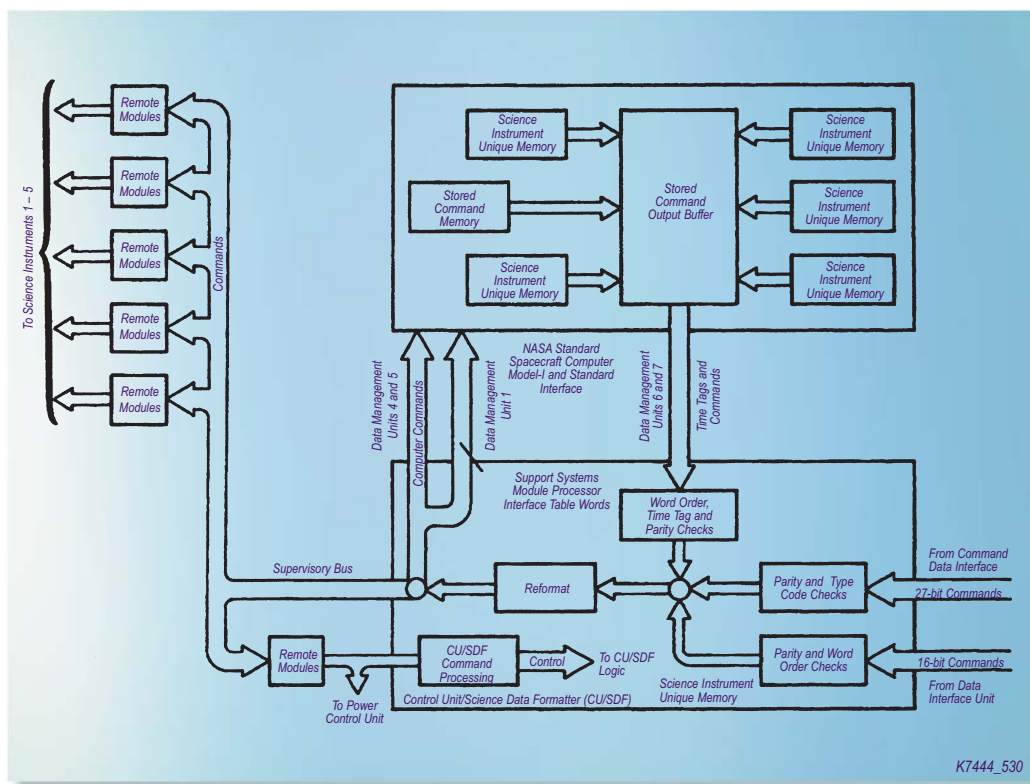 To Science Instruments 1 – 5
Remote
Modules
Remote
Modules
Remote
Modules
Remote
Modules
Remote
Modules
Commands
Science
Instrument
Unique Memory
Stored
Command
Memory
Science
Instrument
Unique Memory
Stored
Command
Output Buffer
Science
Instrument
Unique Memory
Science
Instrument
Unique Memory
Science
Instrument
Unique Memory
NASA Standard
Spacecraft Computer
Model-I and Standard
Interface
Data Management
Units 4 and 5
Computer Commands
Data Management
Unit 1
Data Management
Units 6 and 7
Time Tags and
Commands
Support Systems
Module Processor
Interface Table Words
Word Order,
Time Tag and
Parity Checks
Supervisory Bus
Reformat
Parity and Type
Code Checks
From Command
Data Interface
27-bit Commands
Remote
Modules
To Power
Control Unit
CU/SDF
Command
Processing
Control
To CU/SDF
Logic
Science Instrument
Unique Memory
Parity and Word
Order Checks
16-bit Commands
From Data
Interface Unit
Control Unit/Science Data Formatter (CU/SDF)
K7444_530